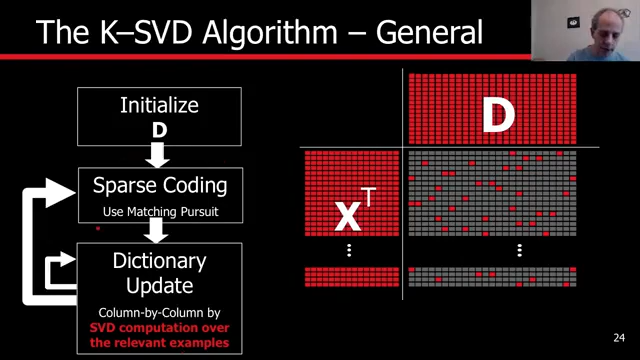 The K–SVD Algorithm – General
Initialize
D
Sparse Coding
Use Matching Pursuit
Dictionary
Update
Column-by-Column by
SVD computation over
the relevant examples
D
X^T
24